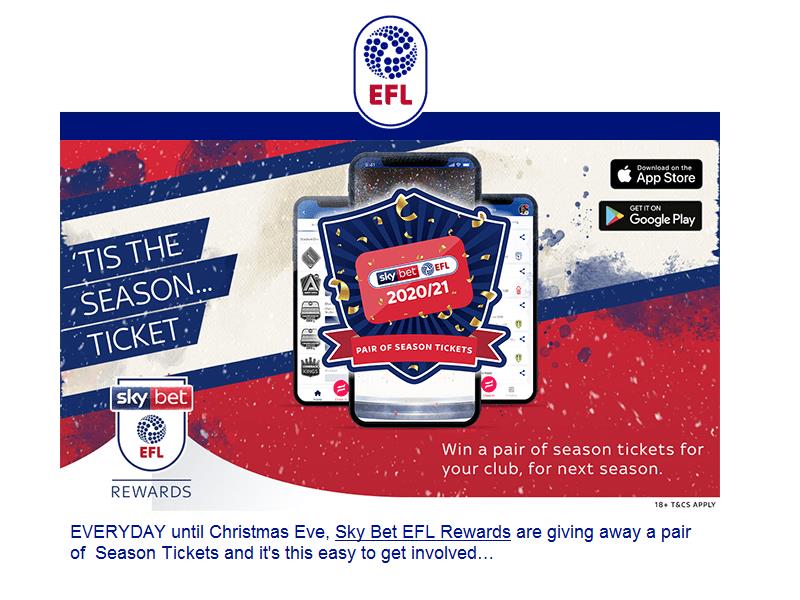 EFL
Download on the
App Store
GET IT ON
Google Play
'TIS THE
SEASON...
TICKET
9:41
sky bet EFL
2020/21
PAIR OF SEASON TICKETS
sky bet
EFL
REWARDS
Win a pair of season tickets for
your club, for next season.
18+ T&CS APPLY
EVERYDAY until Christmas Eve, Sky Bet EFL Rewards are giving away a pair
of Season Tickets and it's this easy to get involved…